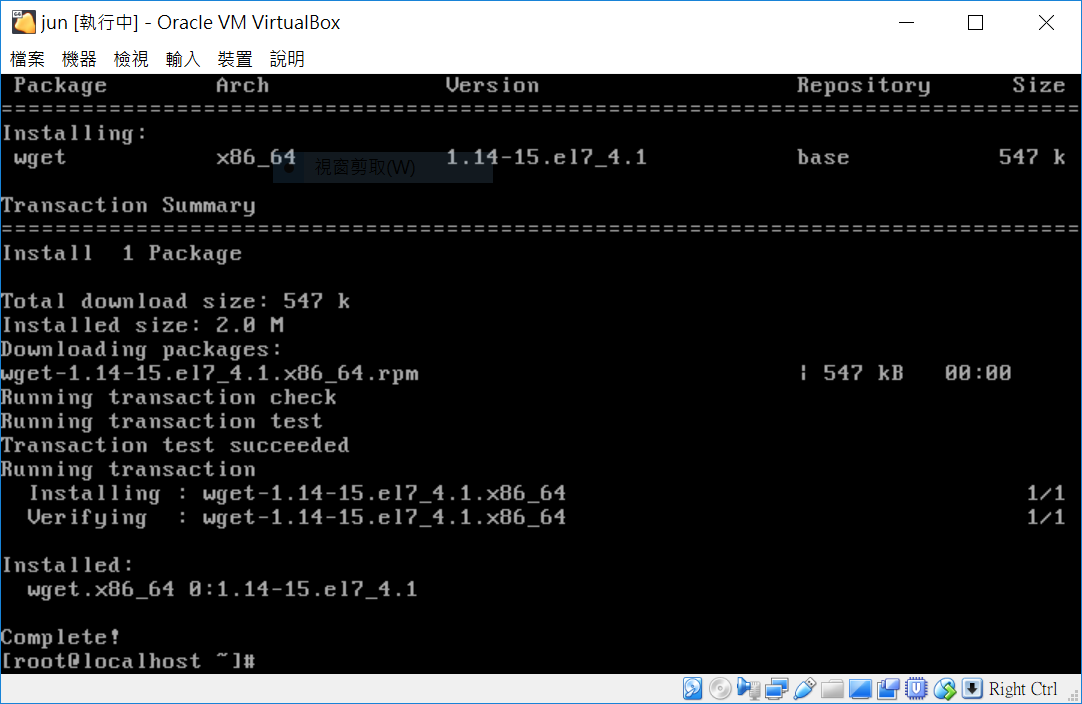 jun [執行中] - Oracle VM VirtualBox
檔案 機器 檢視 輸入 裝置 說明
Package Arch Version Repository Size
================================================================================
Installing:
wget x86_64 1.14-15.el7_4.1 base 547 k
視窗剪取(W)
Transaction Summary
================================================================================
Install 1 Package
Total download size: 547 k
Installed size: 2.0 M
Downloading packages:
wget-1.14-15.el7_4.1.x86_64.rpm | 547 kB 00:00
Running transaction check
Running transaction test
Transaction test succeeded
Running transaction
Installing : wget-1.14-15.el7_4.1.x86_64 1/1
Verifying : wget-1.14-15.el7_4.1.x86_64 1/1
Installed:
wget.x86_64 0:1.14-15.el7_4.1
Complete!
[root@localhost ~]#
Right Ctrl